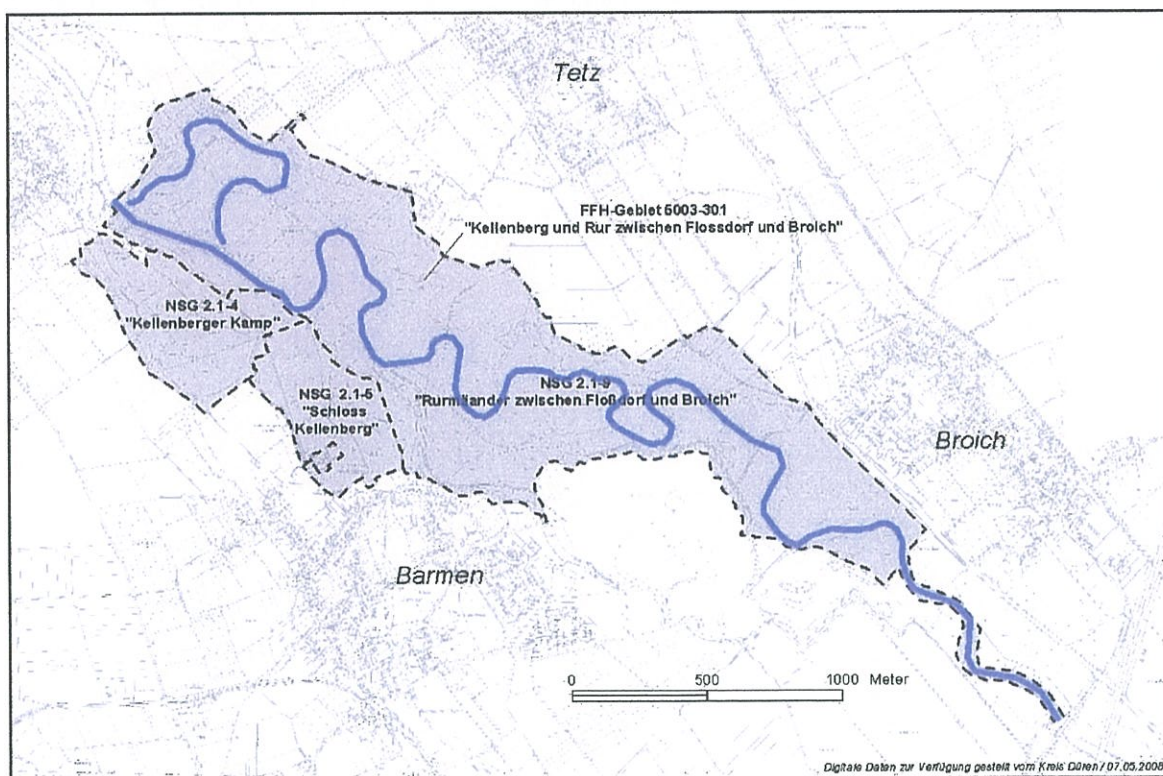 Tetz
FFH-Gebiet 5003-301
"Kellenberg und Rur zwischen Flossdorf und Broich"
NSG 2.1-4
"Kellenberger Kamp"
NSG 2.1-5
"Schloss
Kellenberg"
NSG 2.1-9
"Rurmäander zwischen Floßdorf und Broich"
Broich
Barmen
0 500 1000 Meter
Digitale Daten zur Verfügung gestellt vom Kreis Düren / 07.05.2008